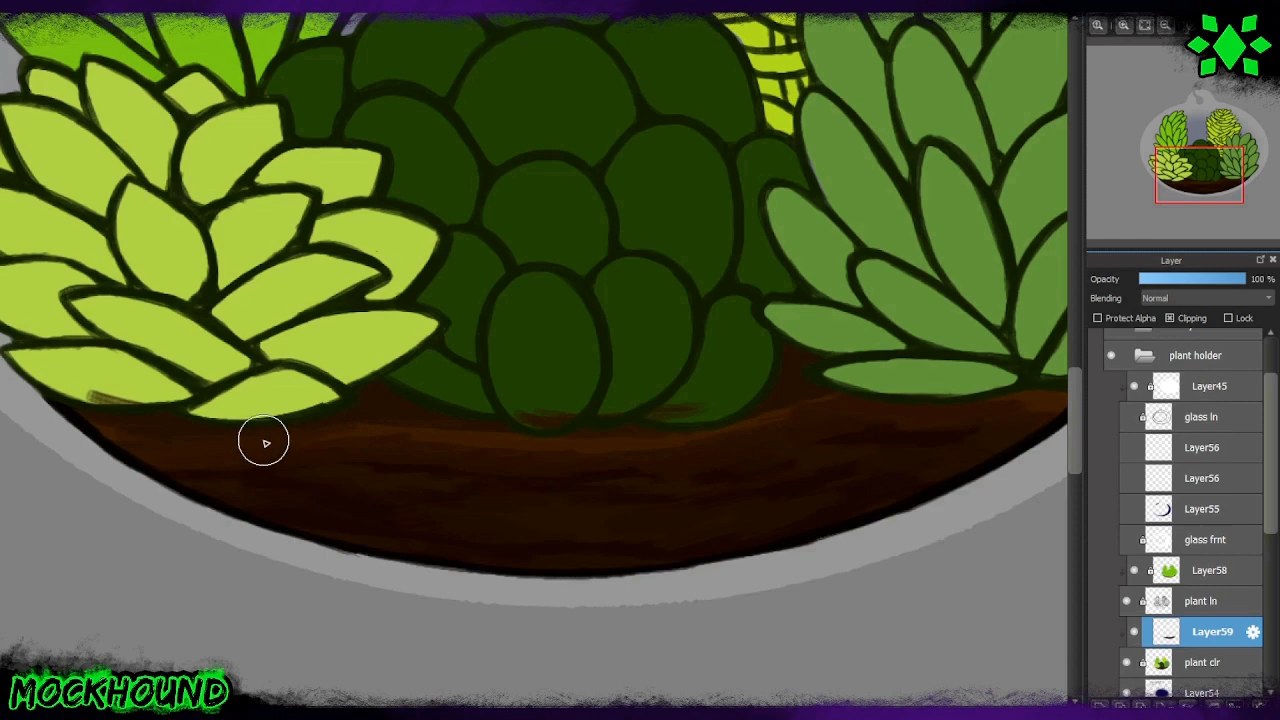 Layer
Opacity 100 %
Blending Normal
Protect Alpha Clipping Lock
plant holder
Layer45
glass ln
Layer56
Layer56
Layer55
glass frnt
Layer58
plant ln
Layer59
plant clr
Layer54
MOCKHOUND